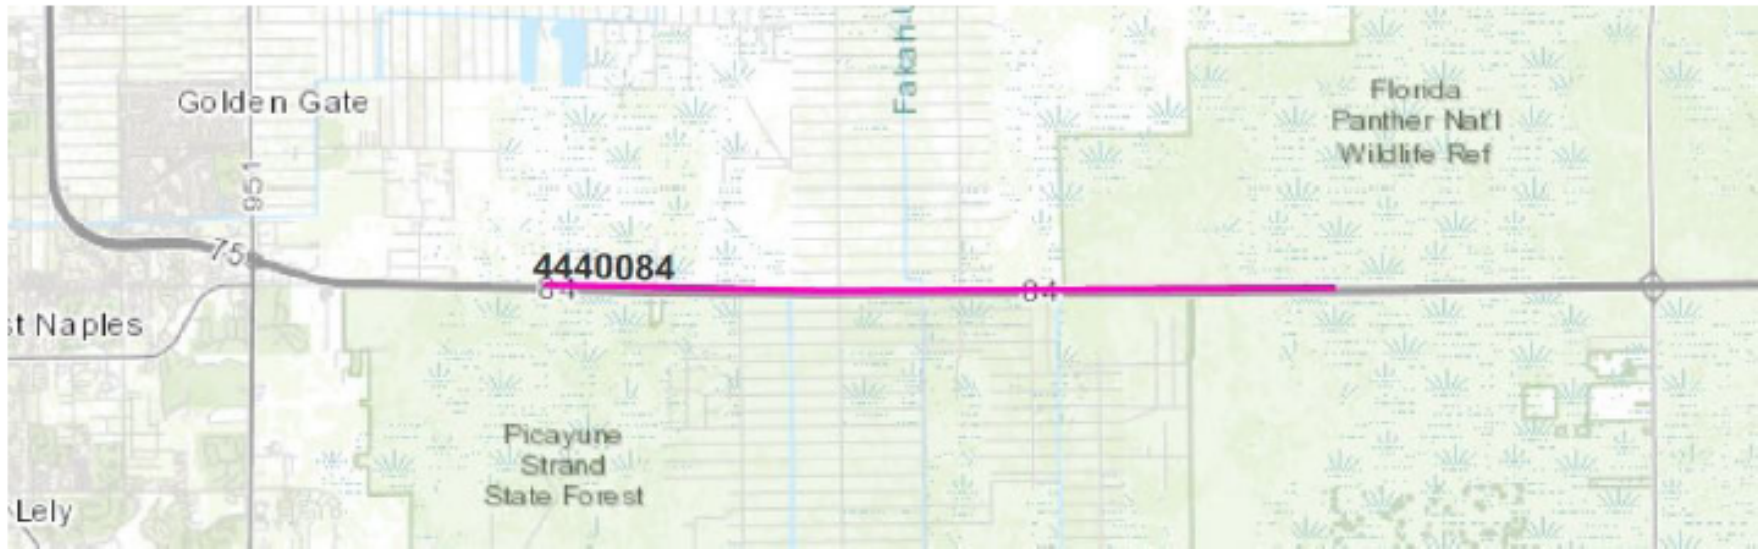 Golden Gate
951
75
4440084
84
84
Fakah
Florida
Panther Nat'l
Wildlife Ref
st Naples
Picayune
Strand
State Forest
Lely